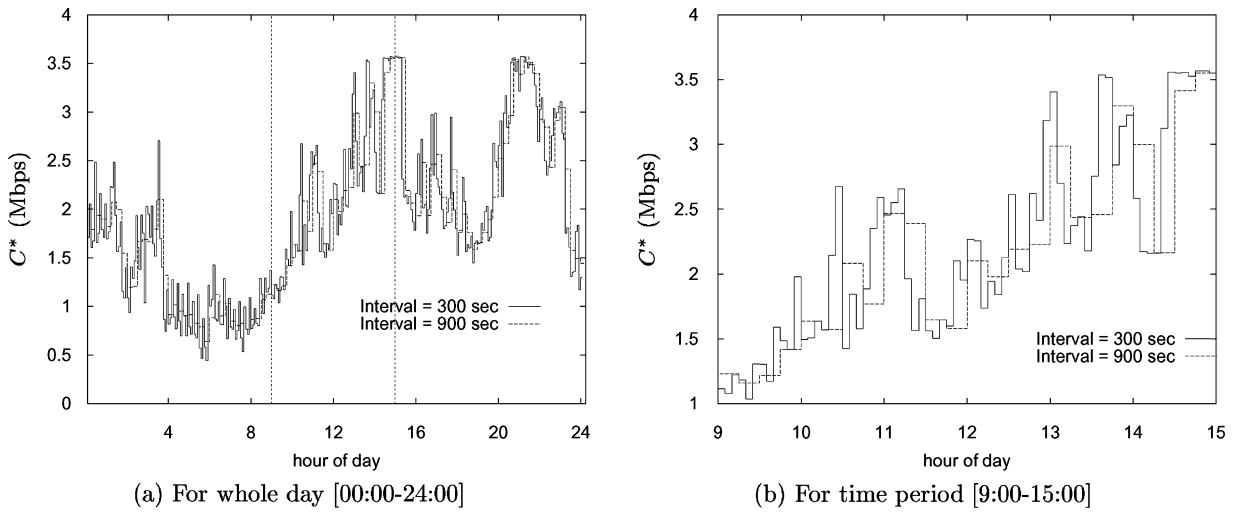 4
3.5
3
2.5
2
1.5
1
0.5
0
C* (Mbps)
Interval = 300 sec
Interval = 900 sec
4 8 12 16 20 24
hour of day
(a) For whole day [00:00-24:00]
4
3.5
3
2.5
2
1.5
1
C* (Mbps)
Interval = 300 sec
Interval = 900 sec
9 10 11 12 13 14 15
hour of day
(b) For time period [9:00-15:00]